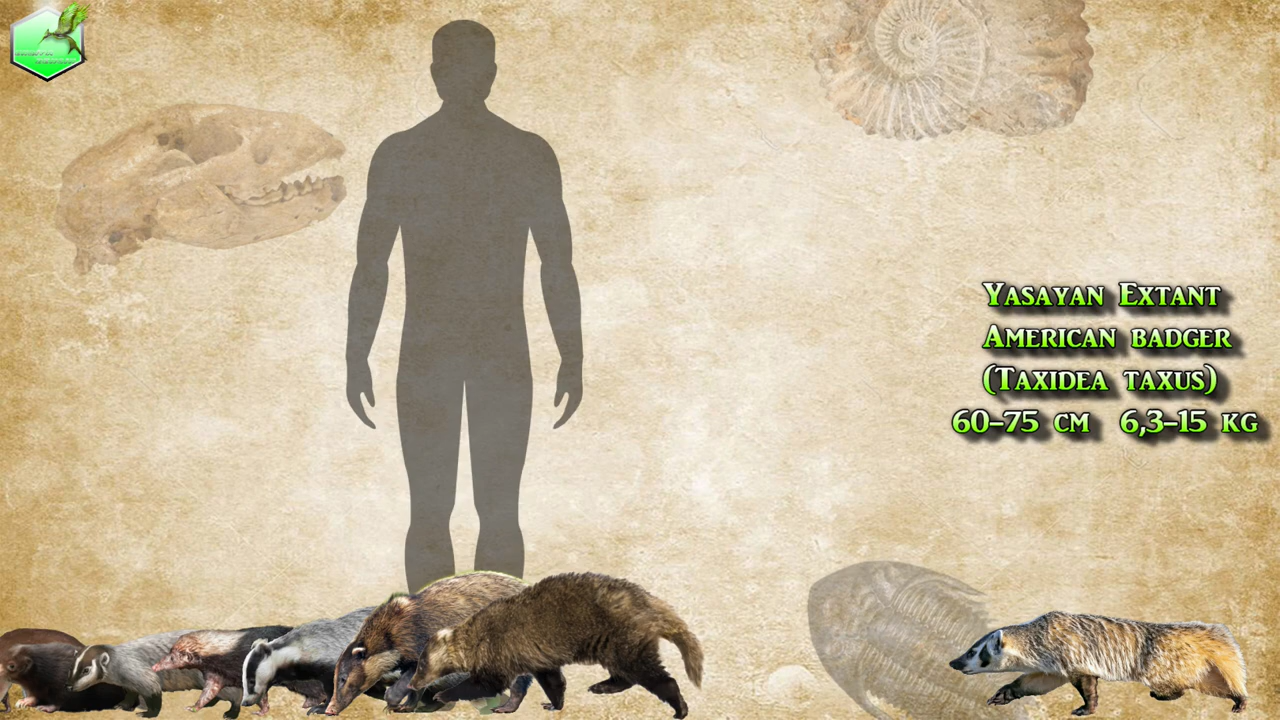 Yasayan Extant
American badger
(Taxidea taxus)
60-75 cm 6,3-15 kg